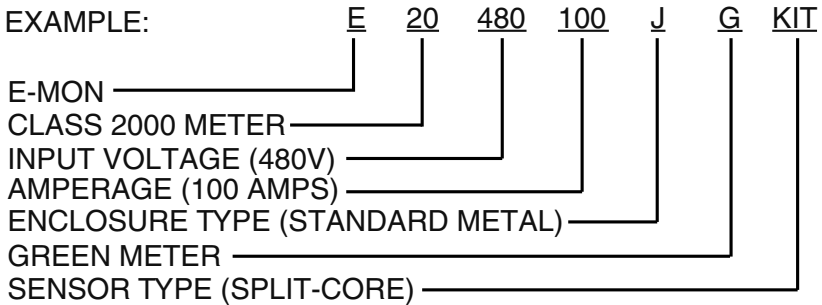 EXAMPLE: E 20 480 100 J G KIT
E-MON
CLASS 2000 METER
INPUT VOLTAGE (480V)
AMPERAGE (100 AMPS)
ENCLOSURE TYPE (STANDARD METAL)
GREEN METER
SENSOR TYPE (SPLIT-CORE)